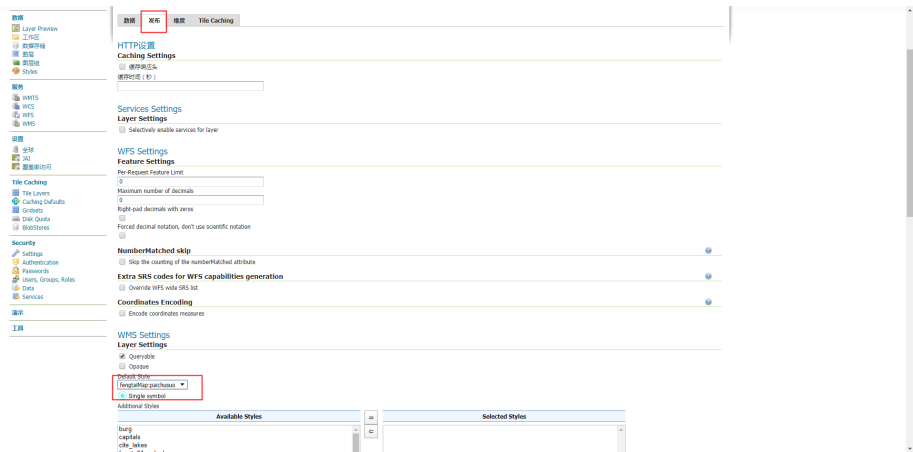 数据
Layer Preview
工作区
数据存储
图层
图层组
Styles
服务
WMTS
WCS
WFS
WMS
设置
全球
JAI
覆盖率访问
Tile Caching
Tile Layers
Caching Defaults
Gridsets
Disk Quota
BlobStores
Security
Settings
Authentication
Passwords
Users, Groups, Roles
Data
Services
演示
工具
数据 发布 维度 Tile Caching
HTTP设置
Caching Settings
缓存响应头
缓存时间（秒）
Services Settings
Layer Settings
Selectively enable services for layer
WFS Settings
Feature Settings
Per-Request Feature Limit
0
Maximum number of decimals
0
Right-pad decimals with zeros
Forced decimal notation, don't use scientific notation
NumberMatched skip
Skip the counting of the numberMatched attribute
Extra SRS codes for WFS capabilities generation
Override WFS wide SRS list
Coordinates Encoding
Encode coordinates measures
WMS Settings
Layer Settings
Queryable
Opaque
Default Style
fengtaiMap:paichusuo
Single symbol
Additional Styles
Available Styles
Selected Styles
burg
capitals
cite_lakes